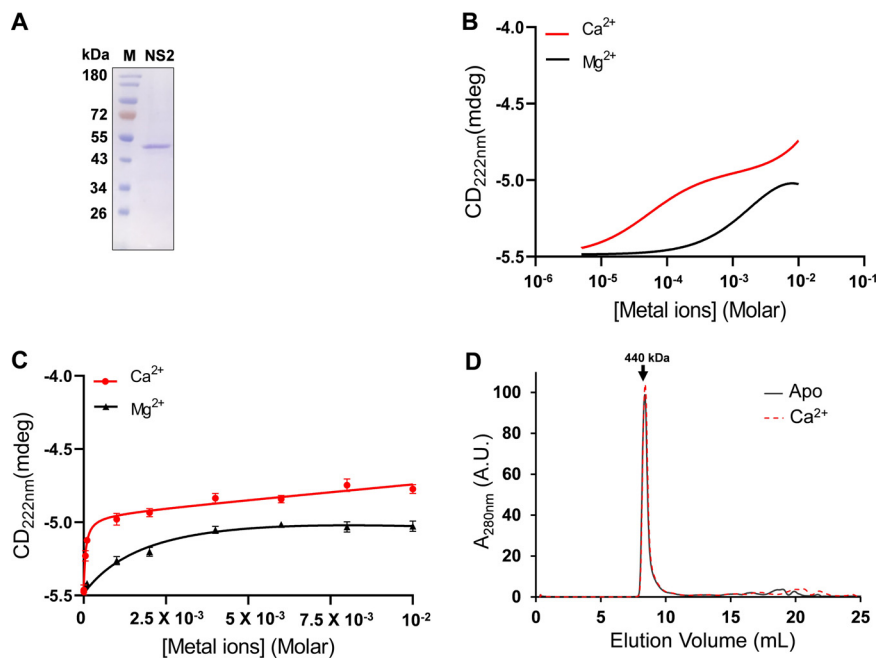 A
kDa M NS2
180
72
55
43
34
26
B
Ca²⁺
Mg²⁺
CD₂₂₂ₙₘ(mdeg)
-4.0
-4.5
-5.0
-5.5
10⁻⁶ 10⁻⁵ 10⁻⁴ 10⁻³ 10⁻² 10⁻¹
[Metal ions] (Molar)
C
Ca²⁺
Mg²⁺
CD₂₂₂ₙₘ(mdeg)
-4.0
-4.5
-5.0
-5.5
0 2.5 X 10⁻³ 5 X 10⁻³ 7.5 X 10⁻³ 10⁻²
[Metal ions] (Molar)
D
440 kDa
Apo
Ca²⁺
A₂₈₀ₙₘ (A.U.)
100
80
60
40
20
0
0 5 10 15 20 25
Elution Volume (mL)